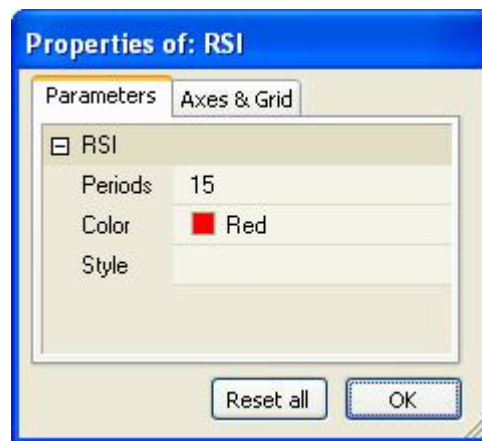 Properties of: RSI
Parameters Axes & Grid
RSI
Periods 15
Color Red
Style
Reset all OK